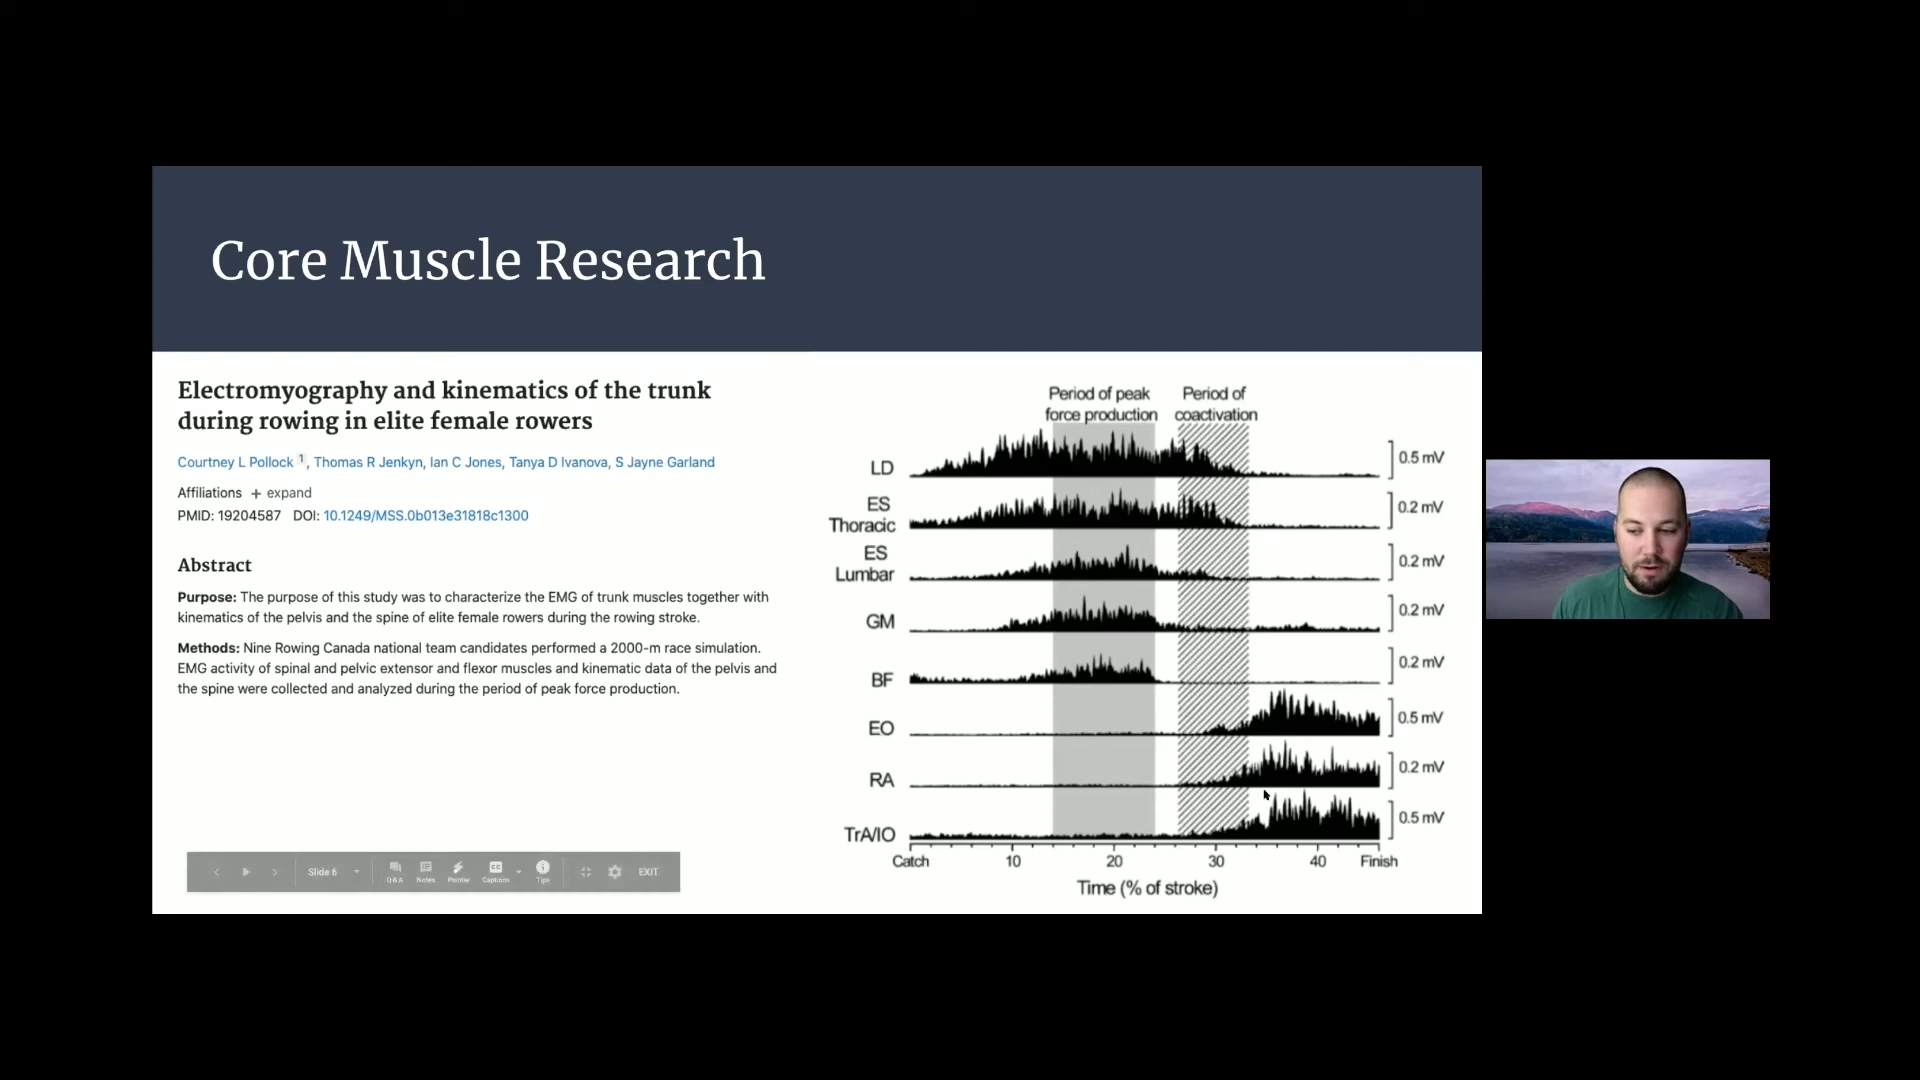 Core Muscle Research
Electromyography and kinematics of the trunk
during rowing in elite female rowers
Courtney L Pollock 1, Thomas R Jenkyn, Ian C Jones, Tanya D Ivanova, S Jayne Garland
Affiliations + expand
PMID: 19204587 DOI: 10.1249/MSS.0b013e31818c1300
Abstract
Purpose: The purpose of this study was to characterize the EMG of trunk muscles together with
kinematics of the pelvis and the spine of elite female rowers during the rowing stroke.
Methods: Nine Rowing Canada national team candidates performed a 2000-m race simulation.
EMG activity of spinal and pelvic extensor and flexor muscles and kinematic data of the pelvis and
the spine were collected and analyzed during the period of peak force production.
Slide 6
Q&A Notes Pointer Captions Tips
EXIT
Period of peak
force production
Period of
coactivation
LD 0.5 mV
ES
Thoracic 0.2 mV
ES
Lumbar 0.2 mV
GM 0.2 mV
BF 0.2 mV
EO 0.5 mV
RA 0.2 mV
TrA/IO 0.5 mV
Catch 10 20 30 40 Finish
Time (% of stroke)